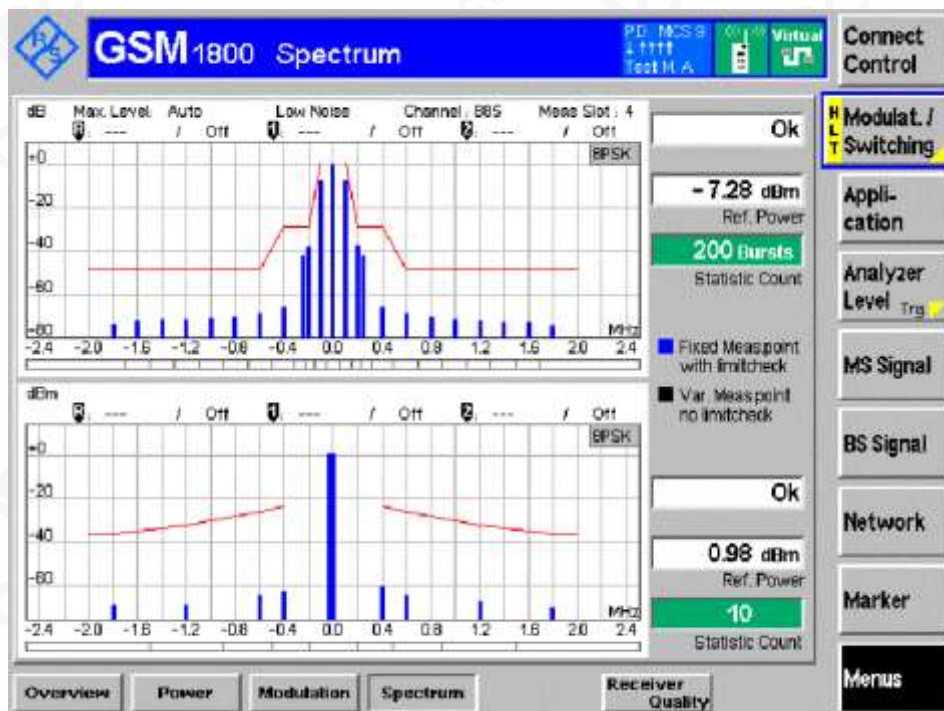 R S
GSM 1800 Spectrum
P.D. MCS 9
Test M. A
Virtual
Connect Control
dB Max. Level: Auto Low Noise Channel: 885 Meas Slot: 4
--- / Off 1: --- / Off 2: --- / Off
8PSK
+0
-20
-40
-60
-80
MHz
-2.4 -2.0 -1.6 -1.2 -0.8 -0.4 0.0 0.4 0.8 1.2 1.6 2.0 2.4
Ok
- 7.28 dBm
Ref. Power
200 Bursts
Statistic Count
Fixed Meas.point
with limitcheck
Var. Meas.point
no limitcheck
dBm
--- / Off 1: --- / Off 2: --- / Off
8PSK
+0
-20
-40
-60
MHz
-2.4 -2.0 -1.6 -1.2 -0.8 -0.4 0.0 0.4 0.8 1.2 1.6 2.0 2.4
Ok
0.98 dBm
Ref. Power
10
Statistic Count
HLT
Modulat. /
Switching
Appli-
cation
Analyzer
Level Trg
MS Signal
BS Signal
Network
Marker
Menus
Overview Power Modulation Spectrum Receiver
Quality